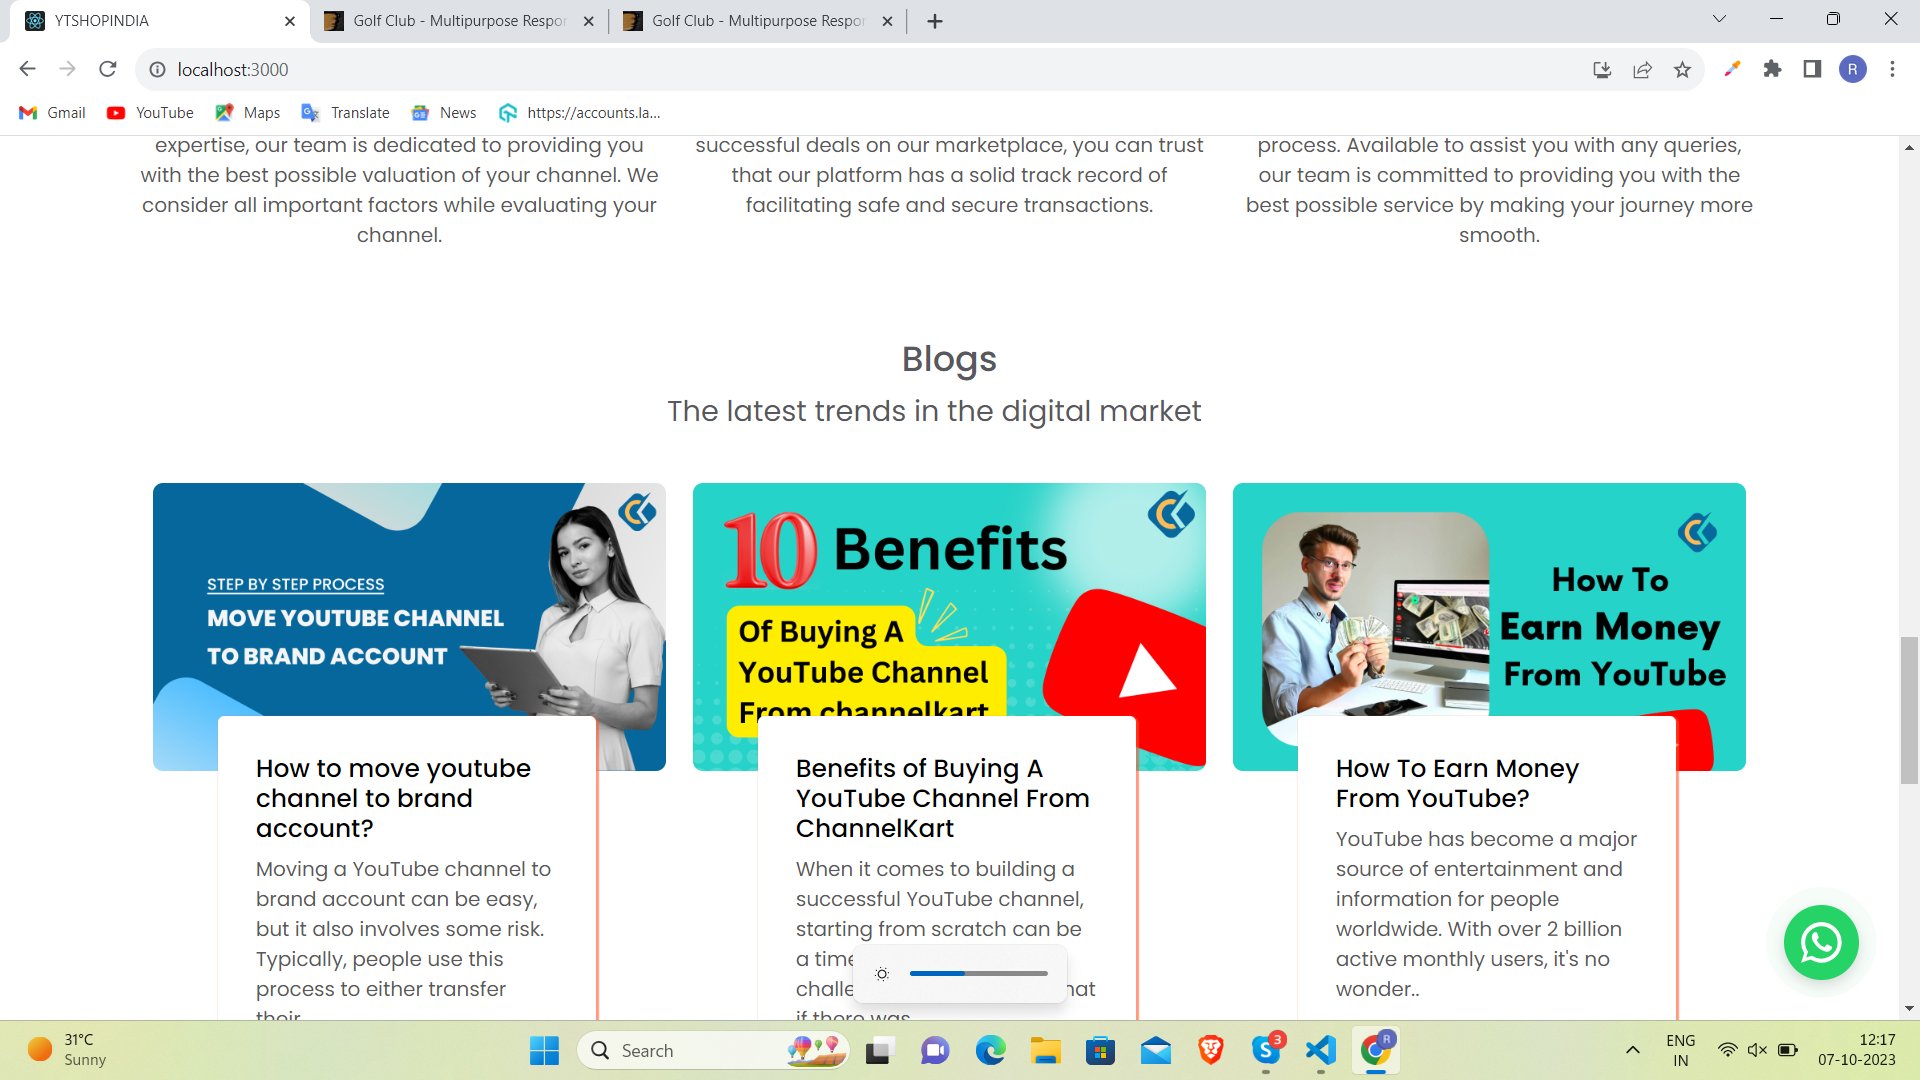 YTSHOPINDIA
Golf Club - Multipurpose Respo
Golf Club - Multipurpose Respor
localhost:3000
R
Gmail
YouTube
Maps
Translate
News
https://accounts.la...
expertise, our team is dedicated to providing you
with the best possible valuation of your channel. We
consider all important factors while evaluating your
channel.
successful deals on our marketplace, you can trust
that our platform has a solid track record of
facilitating safe and secure transactions.
process. Available to assist you with any queries,
our team is committed to providing you with the
best possible service by making your journey more
smooth.
Blogs
The latest trends in the digital market
STEP BY STEP PROCESS
MOVE YOUTUBE CHANNEL
TO BRAND ACCOUNT
10 Benefits
Of Buying A
YouTube Channel
From channelkart
How To
Earn Money
From YouTube
How to move youtube
channel to brand
account?
Moving a YouTube channel to
brand account can be easy,
but it also involves some risk.
Typically, people use this
process to either transfer
their
Benefits of Buying A
YouTube Channel From
ChannelKart
When it comes to building a
successful YouTube channel,
starting from scratch can be
a time
challe
hat
if there was
How To Earn Money
From YouTube?
YouTube has become a major
source of entertainment and
information for people
worldwide. With over 2 billion
active monthly users, it's no
wonder..
31°C
Sunny
Search
3
R
ENG
IN
12:17
07-10-2023